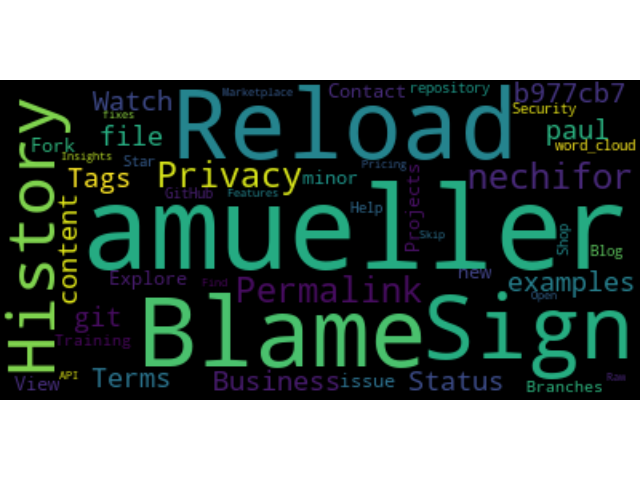 Marketplace
Contact
repository
b977cb7
Watch
Reload
Security
fixes
History
file
paul
Fork
word_cloud
Insights
Star
Pricing
Tags
Privacy
minor
nechifor
GitHub
Features
Projects
content
amueller
Help
Skip
Shop
Blog
Explore
Find
new
examples
Permalink
Open
git
Blame
Sign
Training
View
API
Terms
Business
issue
Status
Branches
Raw